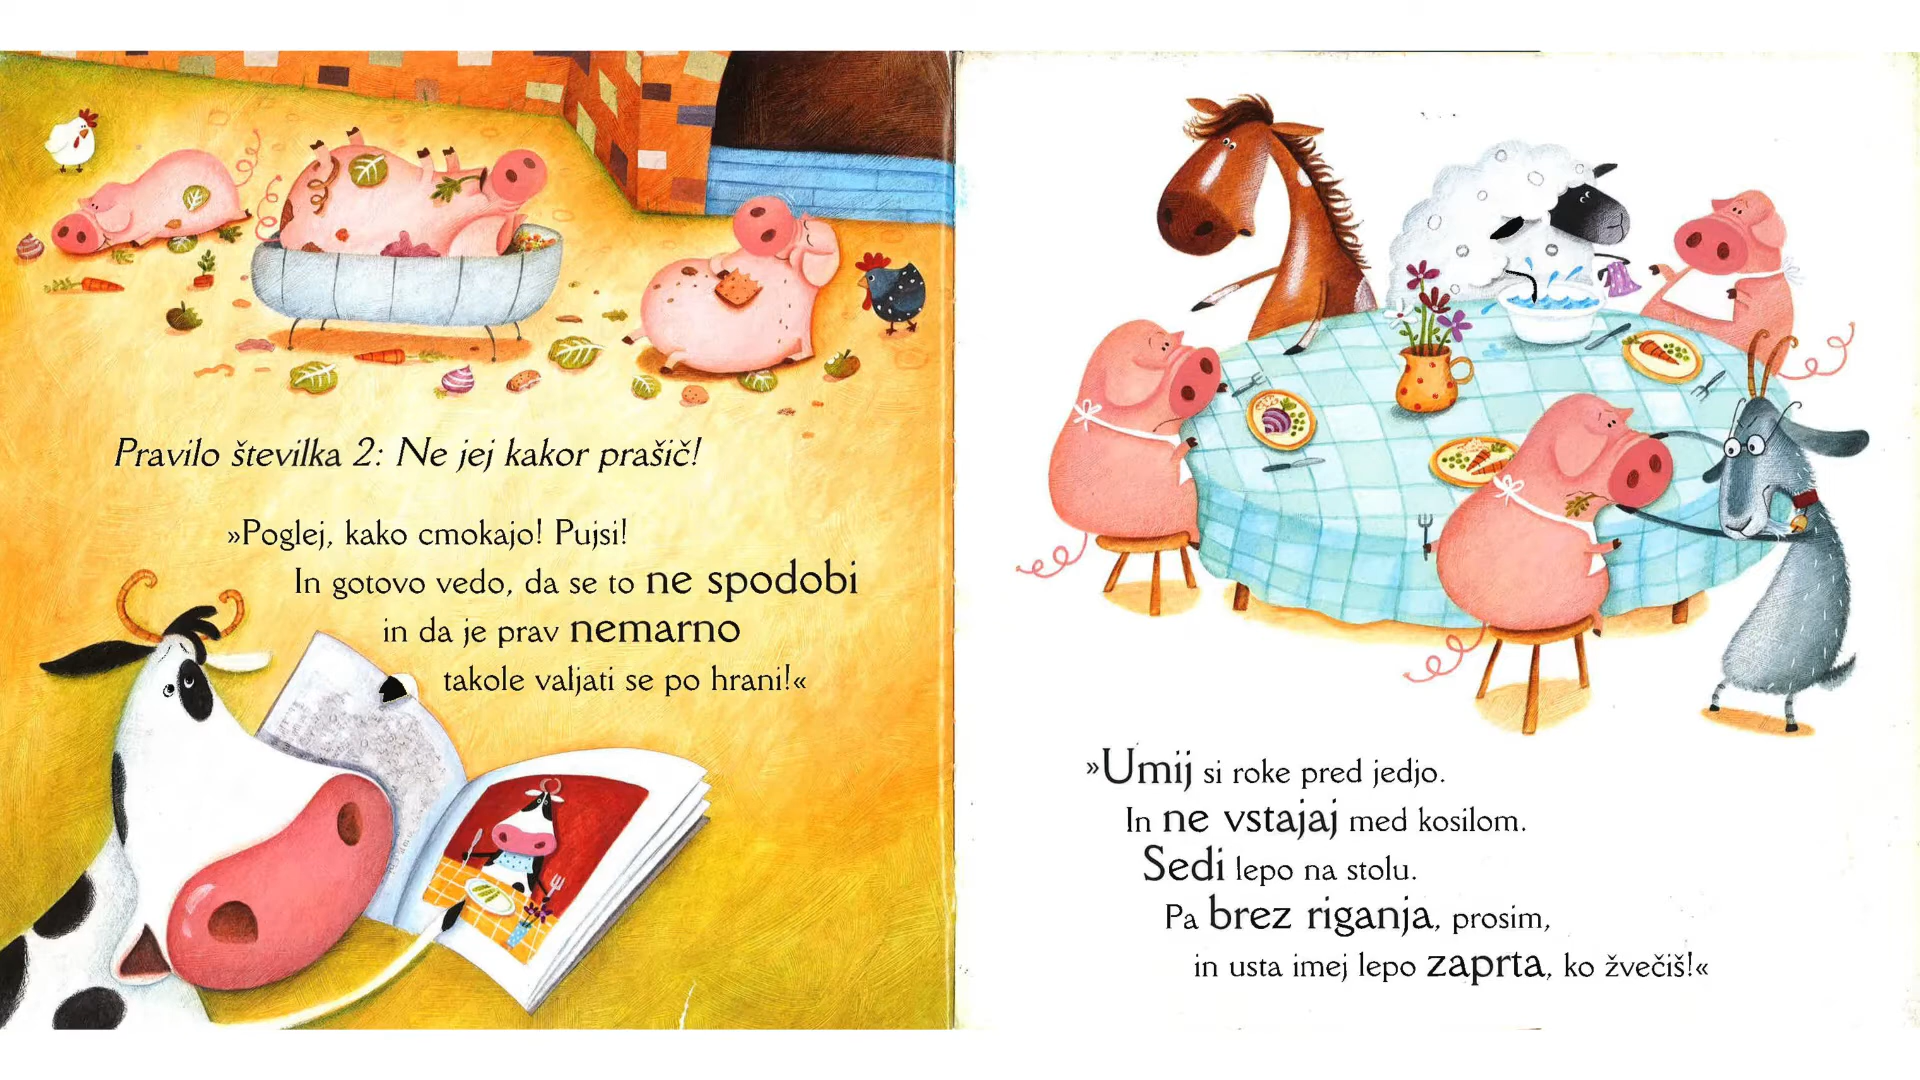 Pravilo številka 2: Ne jej kakor prašič!
»Poglej, kako cmokajo! Pujsi!
In gotovo vedo, da se to ne spodobi
in da je prav nemarno
takole valjati se po hrani!«
»Umij si roke pred jedjo.
In ne vstajaj med kosilom.
Sedi lepo na stolu.
Pa brez riganja, prosim,
in usta imej lepo zaprta, ko žvečiš!«